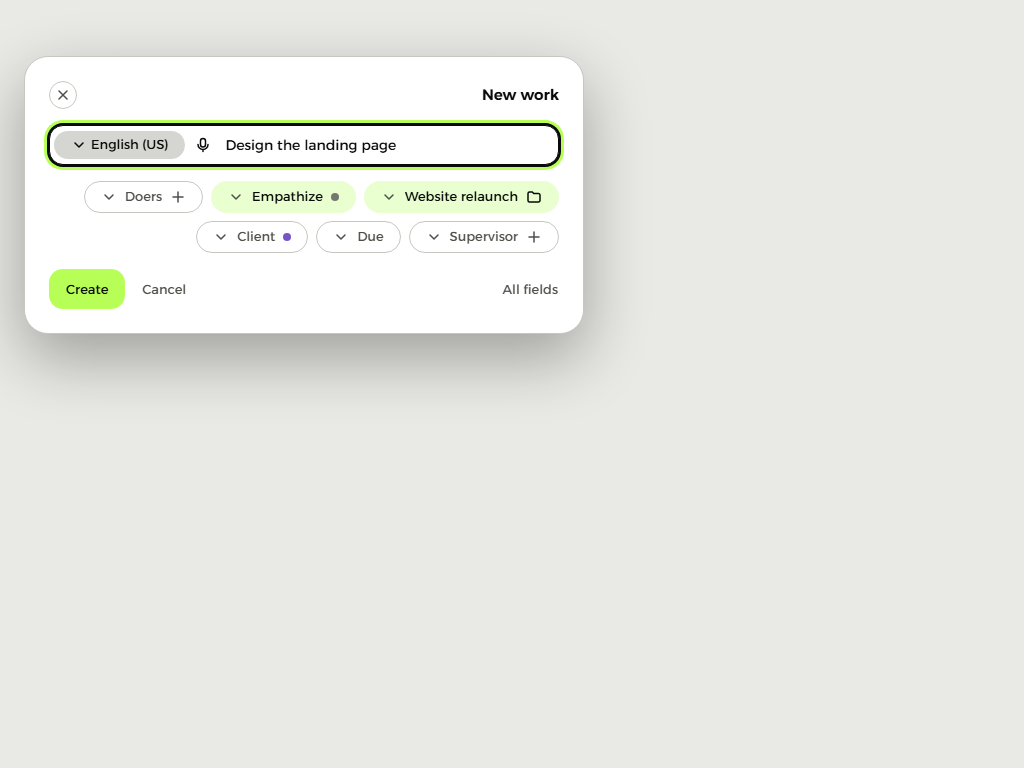 New work
English (US) Design the landing page
Doers Empathize Website relaunch
Client Due Supervisor
Create Cancel All fields